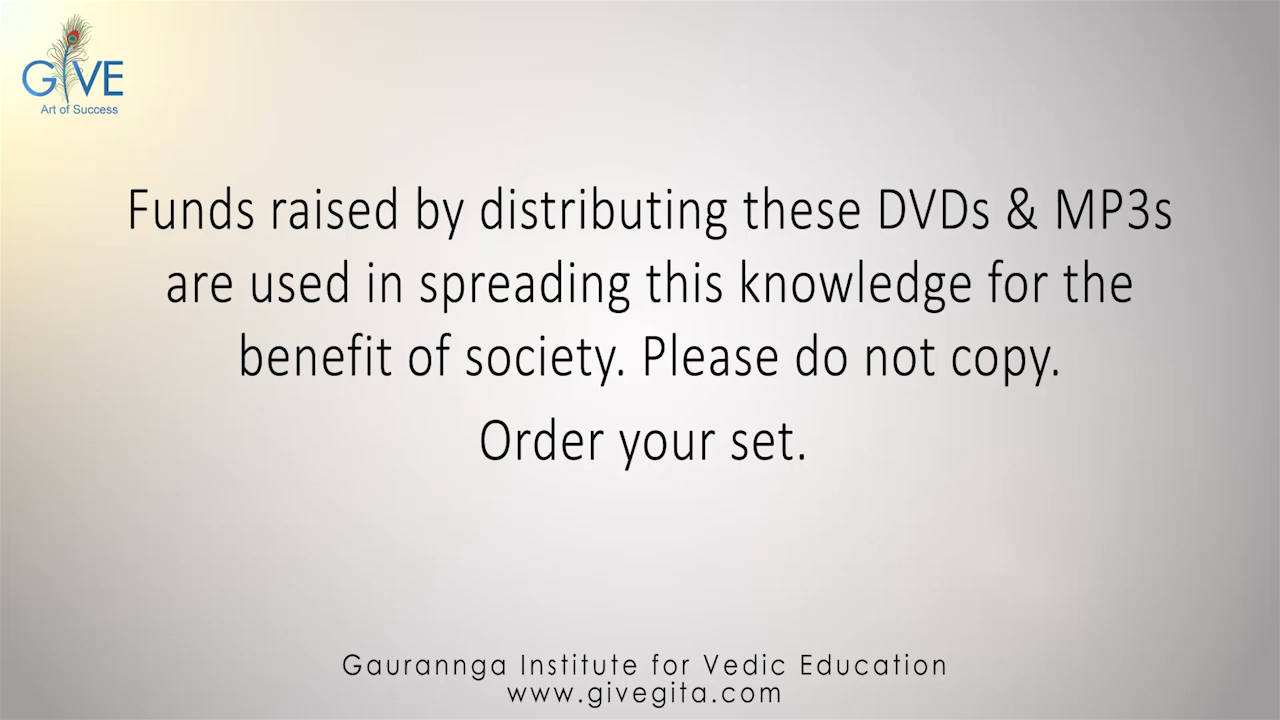 GIVE
Art of Success
Funds raised by distributing these DVDs & MP3s
are used in spreading this knowledge for the
benefit of society. Please do not copy.
Order your set.
Gaurannga Institute for Vedic Education
www.givegita.com